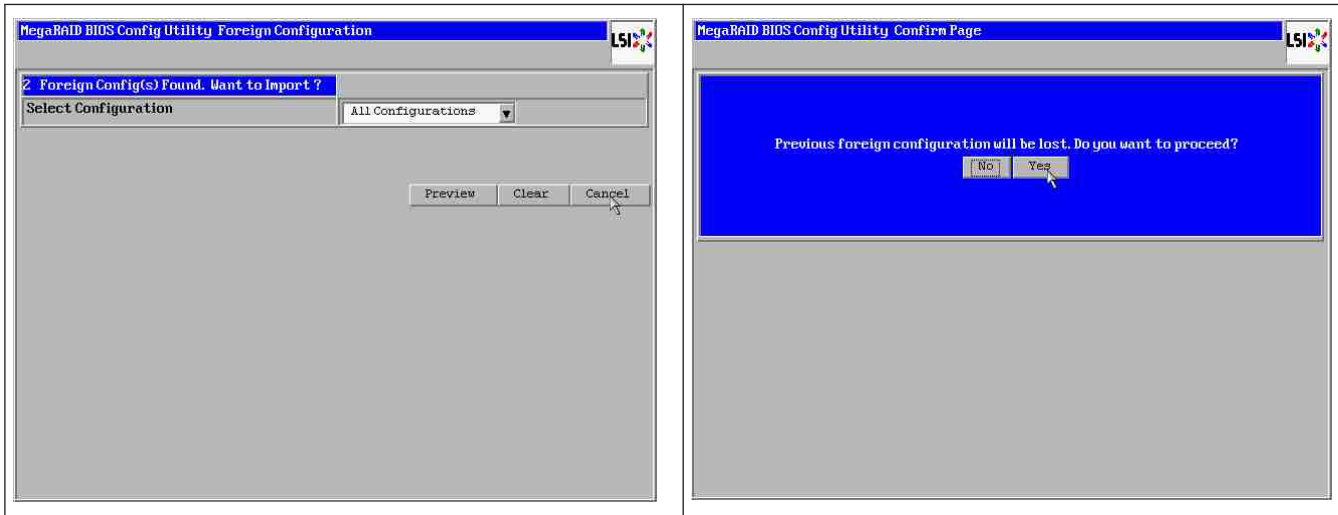 MegaRAID BIOS Config Utility Foreign Configuration
LSI
2 Foreign Config(s) Found. Want to Import ?
Select Configuration
All Configurations
Preview
Clear
Cancel
MegaRAID BIOS Config Utility Confirm Page
LSI
Previous foreign configuration will be lost. Do you want to proceed?
No
Yes